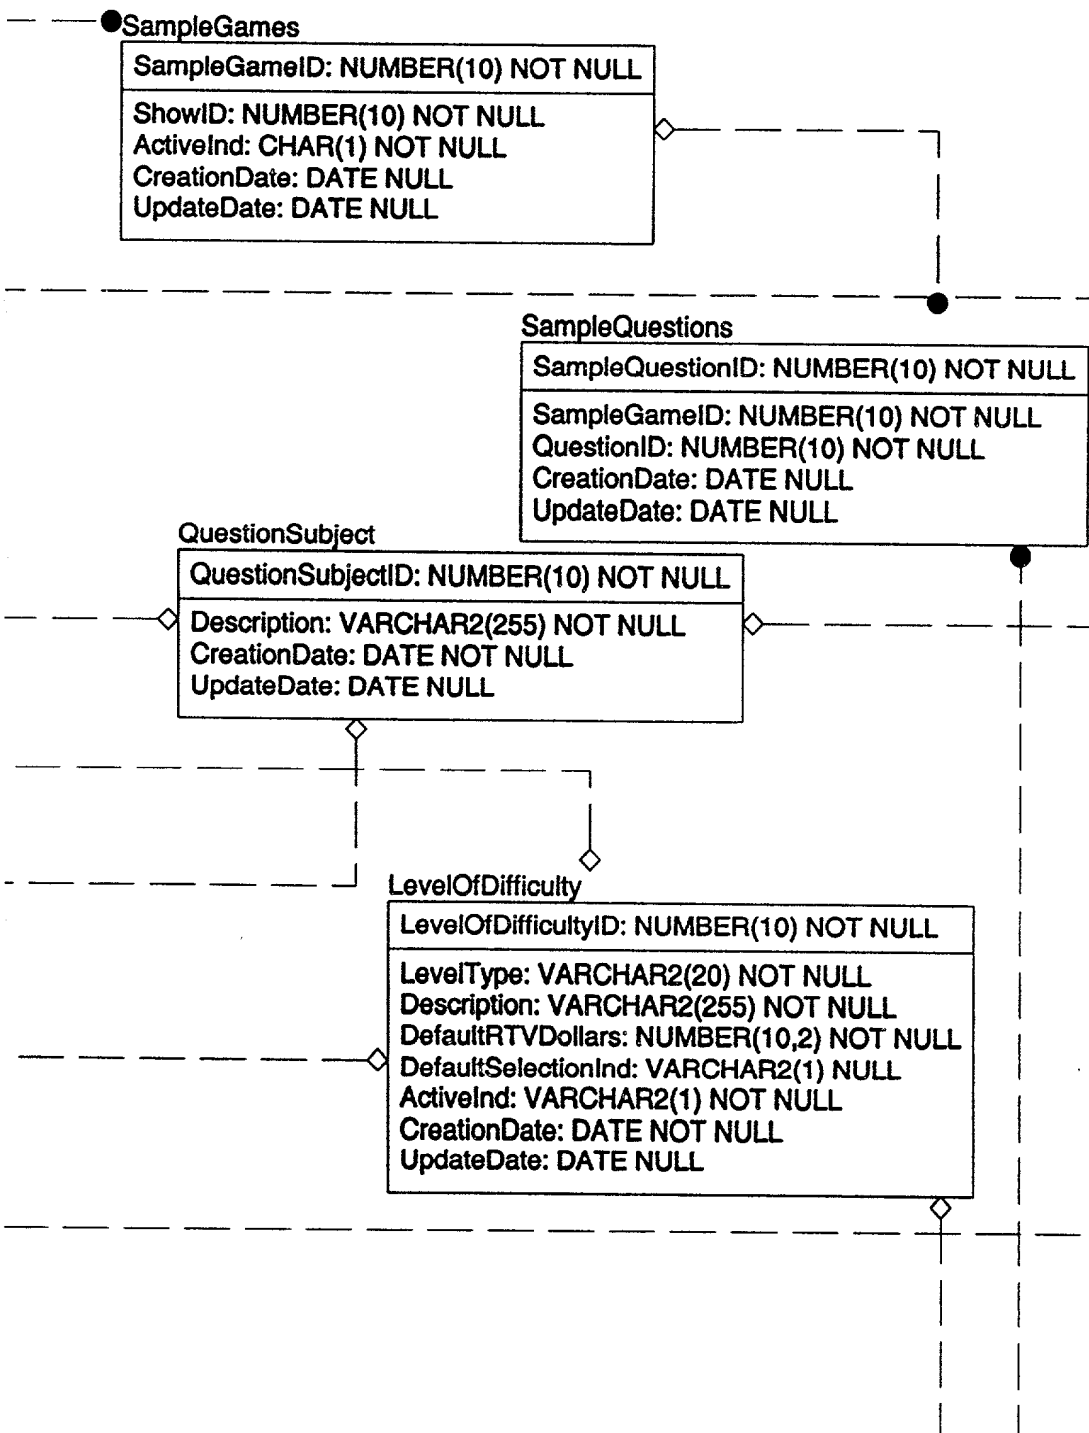 SampleGames
SampleGameID: NUMBER(10) NOT NULL
ShowID: NUMBER(10) NOT NULL
ActiveInd: CHAR(1) NOT NULL
CreationDate: DATE NULL
UpdateDate: DATE NULL
SampleQuestions
SampleQuestionID: NUMBER(10) NOT NULL
SampleGameID: NUMBER(10) NOT NULL
QuestionID: NUMBER(10) NOT NULL
CreationDate: DATE NULL
UpdateDate: DATE NULL
QuestionSubject
QuestionSubjectID: NUMBER(10) NOT NULL
Description: VARCHAR2(255) NOT NULL
CreationDate: DATE NOT NULL
UpdateDate: DATE NULL
LevelOfDifficulty
LevelOfDifficultyID: NUMBER(10) NOT NULL
LevelType: VARCHAR2(20) NOT NULL
Description: VARCHAR2(255) NOT NULL
DefaultRTVDollars: NUMBER(10,2) NOT NULL
DefaultSelectionInd: VARCHAR2(1) NULL
ActiveInd: VARCHAR2(1) NOT NULL
CreationDate: DATE NOT NULL
UpdateDate: DATE NULL